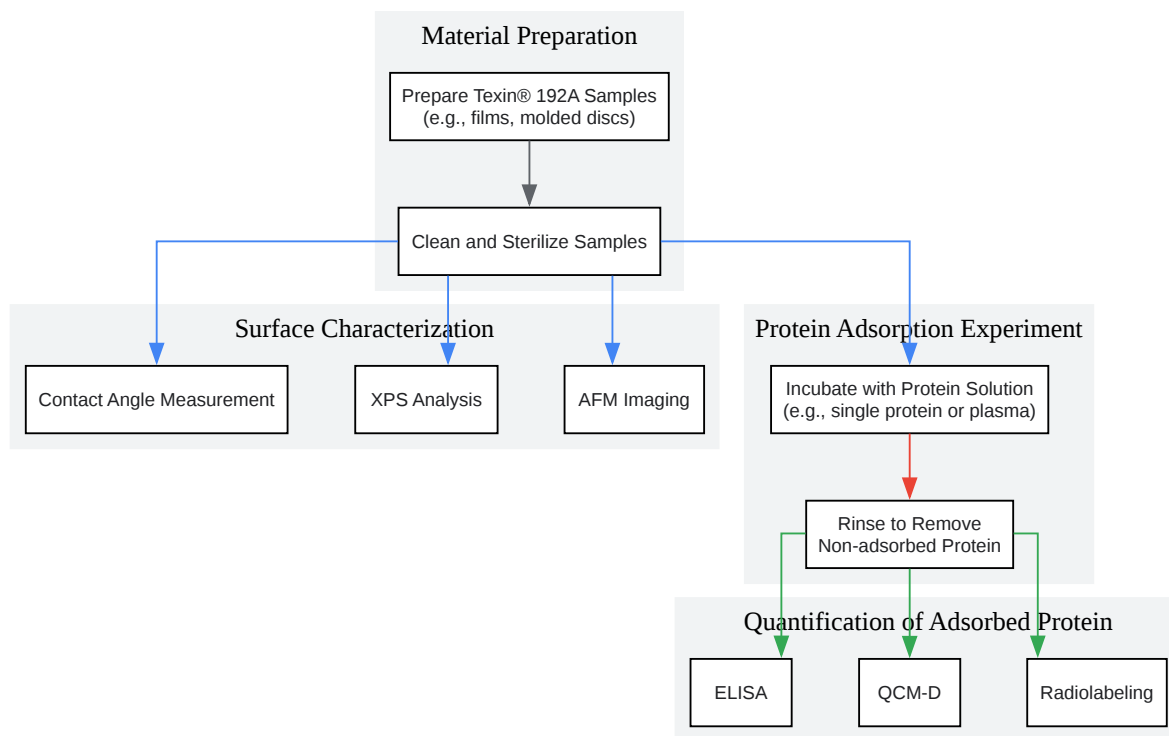 Material Preparation
Prepare Texin® 192A Samples
(e.g., films, molded discs)
Clean and Sterilize Samples
Surface Characterization
Contact Angle Measurement
XPS Analysis
AFM Imaging
Protein Adsorption Experiment
Incubate with Protein Solution
(e.g., single protein or plasma)
Rinse to Remove
Non-adsorbed Protein
Quantification of Adsorbed Protein
ELISA
QCM-D
Radiolabeling